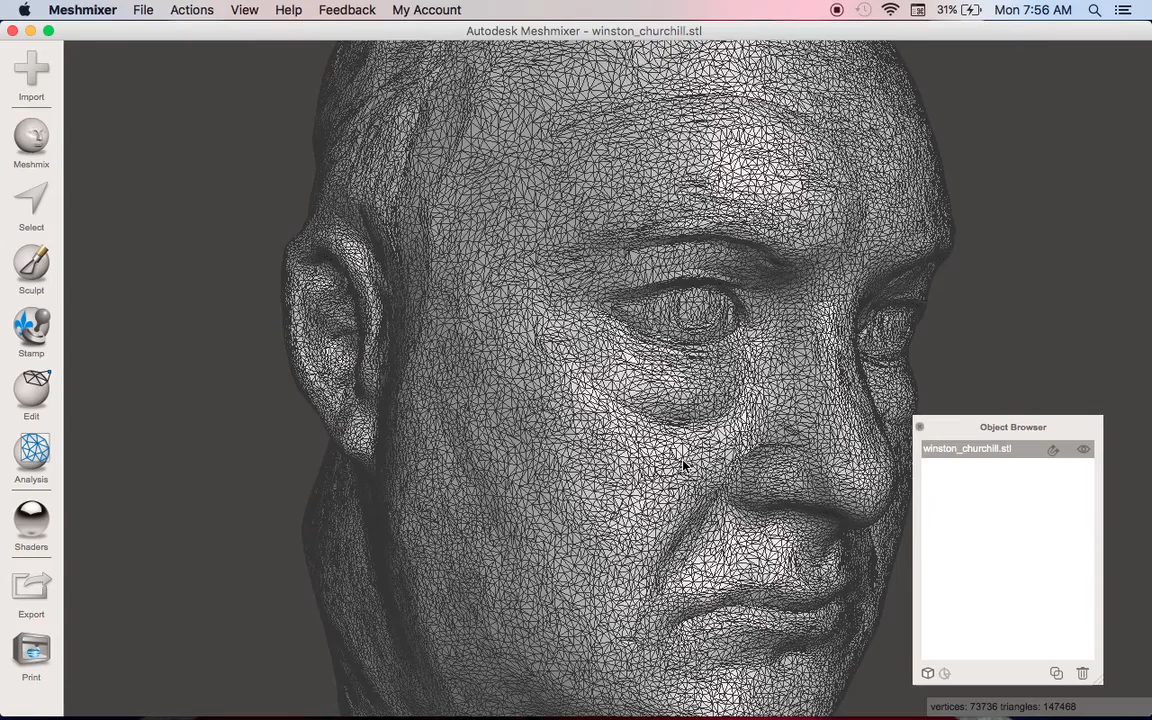 Meshmixer File Actions View Help Feedback My Account 31% Mon 7:56 AM
Autodesk Meshmixer - winston_churchill.stl
Import
Meshmix
Select
Sculpt
Stamp
Edit
Analysis
Shaders
Export
Print
Object Browser
winston_churchill.stl
vertices: 73736 triangles: 147468